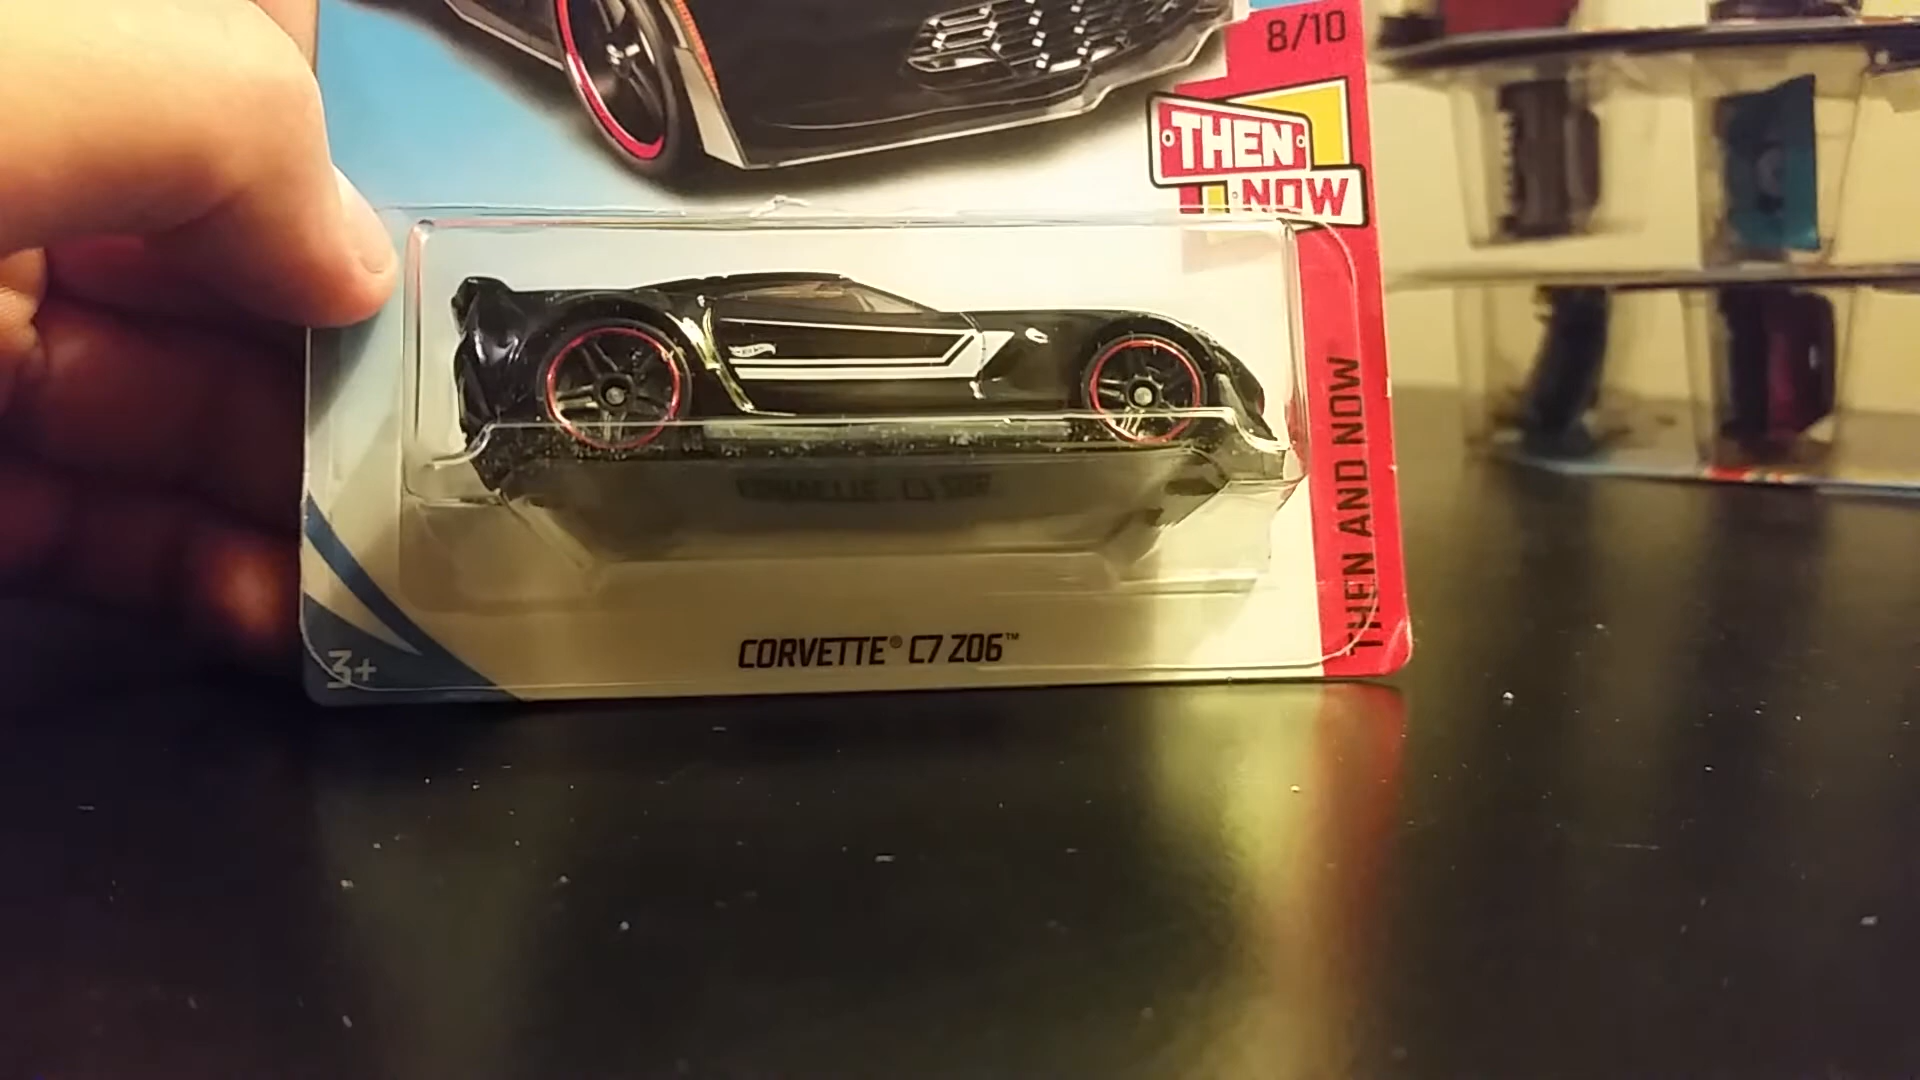 8/10
THEN
NOW
THEN AND NOW
CORVETTE® C7 Z06™
3+